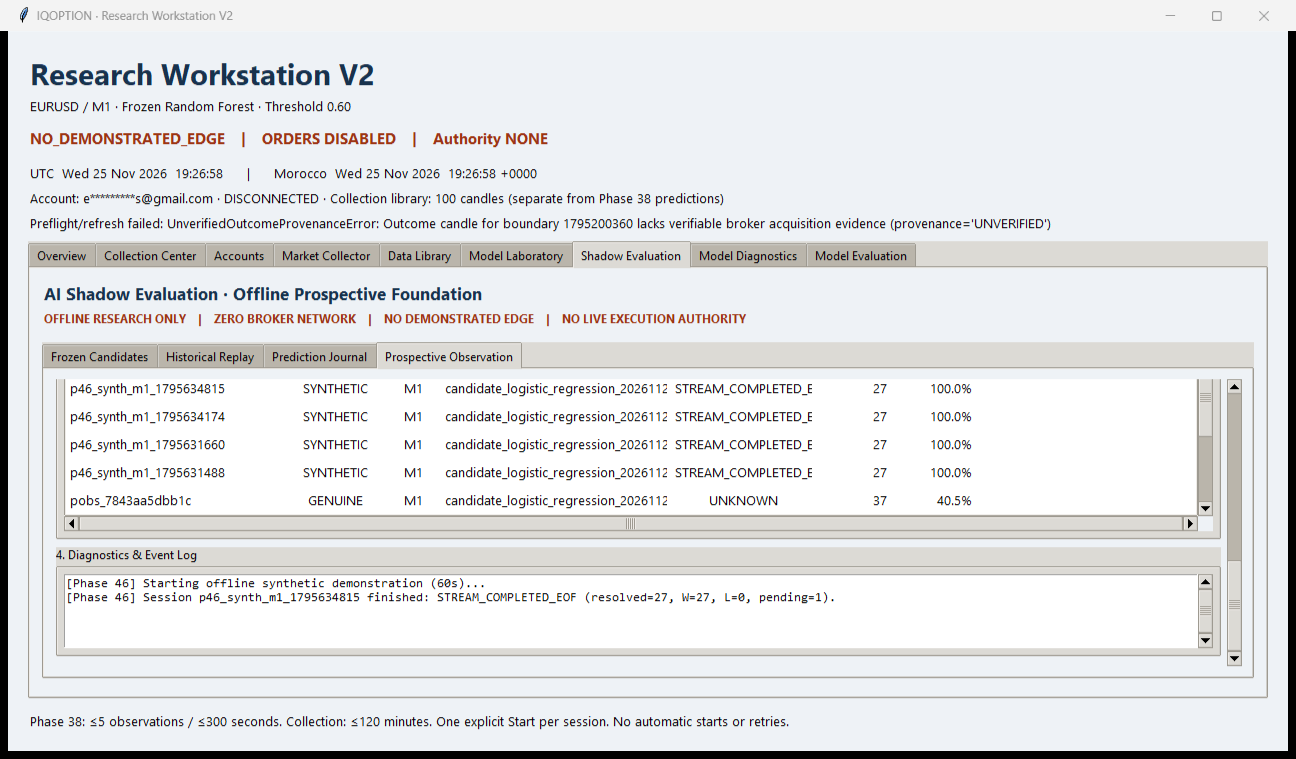 IQOPTION · Research Workstation V2
Research Workstation V2
EURUSD / M1 · Frozen Random Forest · Threshold 0.60
NO_DEMONSTRATED_EDGE | ORDERS DISABLED | Authority NONE
UTC Wed 25 Nov 2026 19:26:58 | Morocco Wed 25 Nov 2026 19:26:58 +0000
Account: e*********s@gmail.com · DISCONNECTED · Collection library: 100 candles (separate from Phase 38 predictions)
Preflight/refresh failed: UnverifiedOutcomeProvenanceError: Outcome candle for boundary 1795200360 lacks verifiable broker acquisition evidence (provenance='UNVERIFIED')
Overview Collection Center Accounts Market Collector Data Library Model Laboratory Shadow Evaluation Model Diagnostics Model Evaluation
AI Shadow Evaluation · Offline Prospective Foundation
OFFLINE RESEARCH ONLY | ZERO BROKER NETWORK | NO DEMONSTRATED EDGE | NO LIVE EXECUTION AUTHORITY
Frozen Candidates Historical Replay Prediction Journal Prospective Observation
p46_synth_m1_1795634815 SYNTHETIC M1 candidate_logistic_regression_2026112 STREAM_COMPLETED_E 27 100.0%
p46_synth_m1_1795634174 SYNTHETIC M1 candidate_logistic_regression_2026112 STREAM_COMPLETED_E 27 100.0%
p46_synth_m1_1795631660 SYNTHETIC M1 candidate_logistic_regression_2026112 STREAM_COMPLETED_E 27 100.0%
p46_synth_m1_1795631488 SYNTHETIC M1 candidate_logistic_regression_2026112 STREAM_COMPLETED_E 27 100.0%
pobs_7843aa5dbb1c GENUINE M1 candidate_logistic_regression_2026112 UNKNOWN 37 40.5%
4. Diagnostics & Event Log
[Phase 46] Starting offline synthetic demonstration (60s)...
[Phase 46] Session p46_synth_m1_1795634815 finished: STREAM_COMPLETED_EOF (resolved=27, W=27, L=0, pending=1).
Phase 38: ≤5 observations / ≤300 seconds. Collection: ≤120 minutes. One explicit Start per session. No automatic starts or retries.